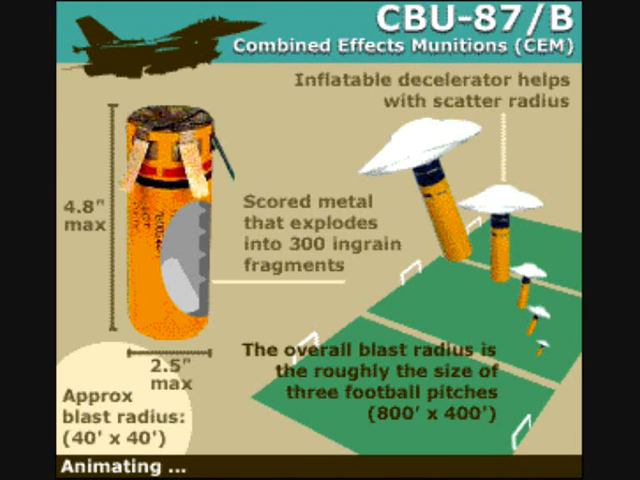 CBU-87/B
Combined Effects Munitions (CEM)
Inflatable decelerator helps
with scatter radius
4.8"
max
Scored metal
that explodes
into 300 ingrain
fragments
2.5"
max
The overall blast radius is
the roughly the size of
three football pitches
(800' x 400')
Approx
blast radius:
(40' x 40')
Animating ...